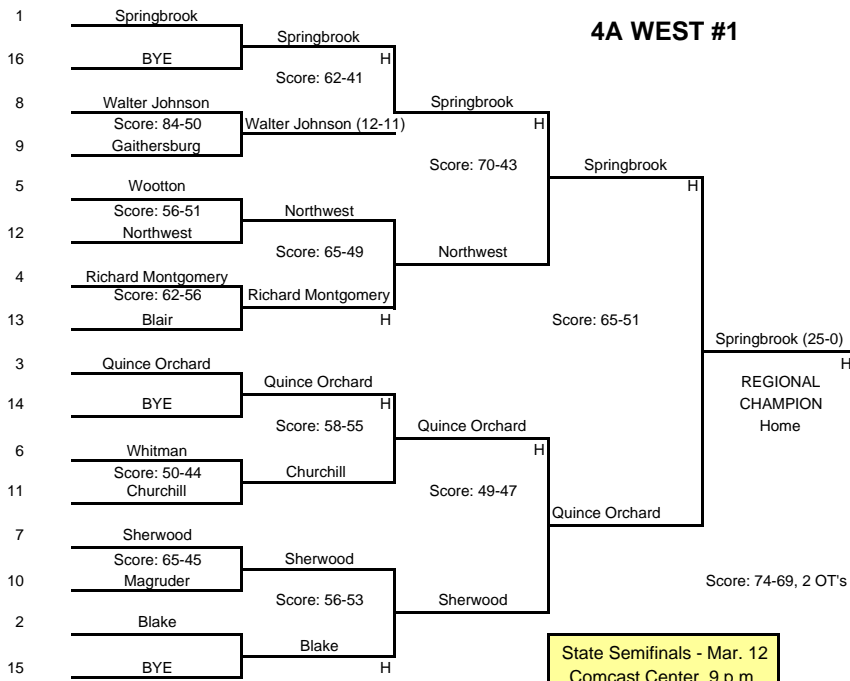 4A WEST #1
1 Springbrook
Springbrook
16 BYE H
Score: 62-41
8 Walter Johnson Springbrook
Score: 84-50 Walter Johnson (12-11) H
9 Gaithersburg
Score: 70-43 Springbrook
5 Wootton H
Score: 56-51 Northwest
12 Northwest
Score: 65-49 Northwest
4 Richard Montgomery
Score: 62-56 Richard Montgomery
13 Blair H Score: 65-51
Springbrook (25-0)
3 Quince Orchard H
Quince Orchard REGIONAL
14 BYE H CHAMPION
Score: 58-55 Quince Orchard Home
6 Whitman H
Score: 50-44 Churchill
11 Churchill Score: 49-47
Quince Orchard
7 Sherwood
Score: 65-45 Sherwood
10 Magruder Score: 74-69, 2 OT's
Score: 56-53 Sherwood
2 Blake
Blake
15 BYE H
State Semifinals - Mar. 12
Comcast Center, 9 p.m.